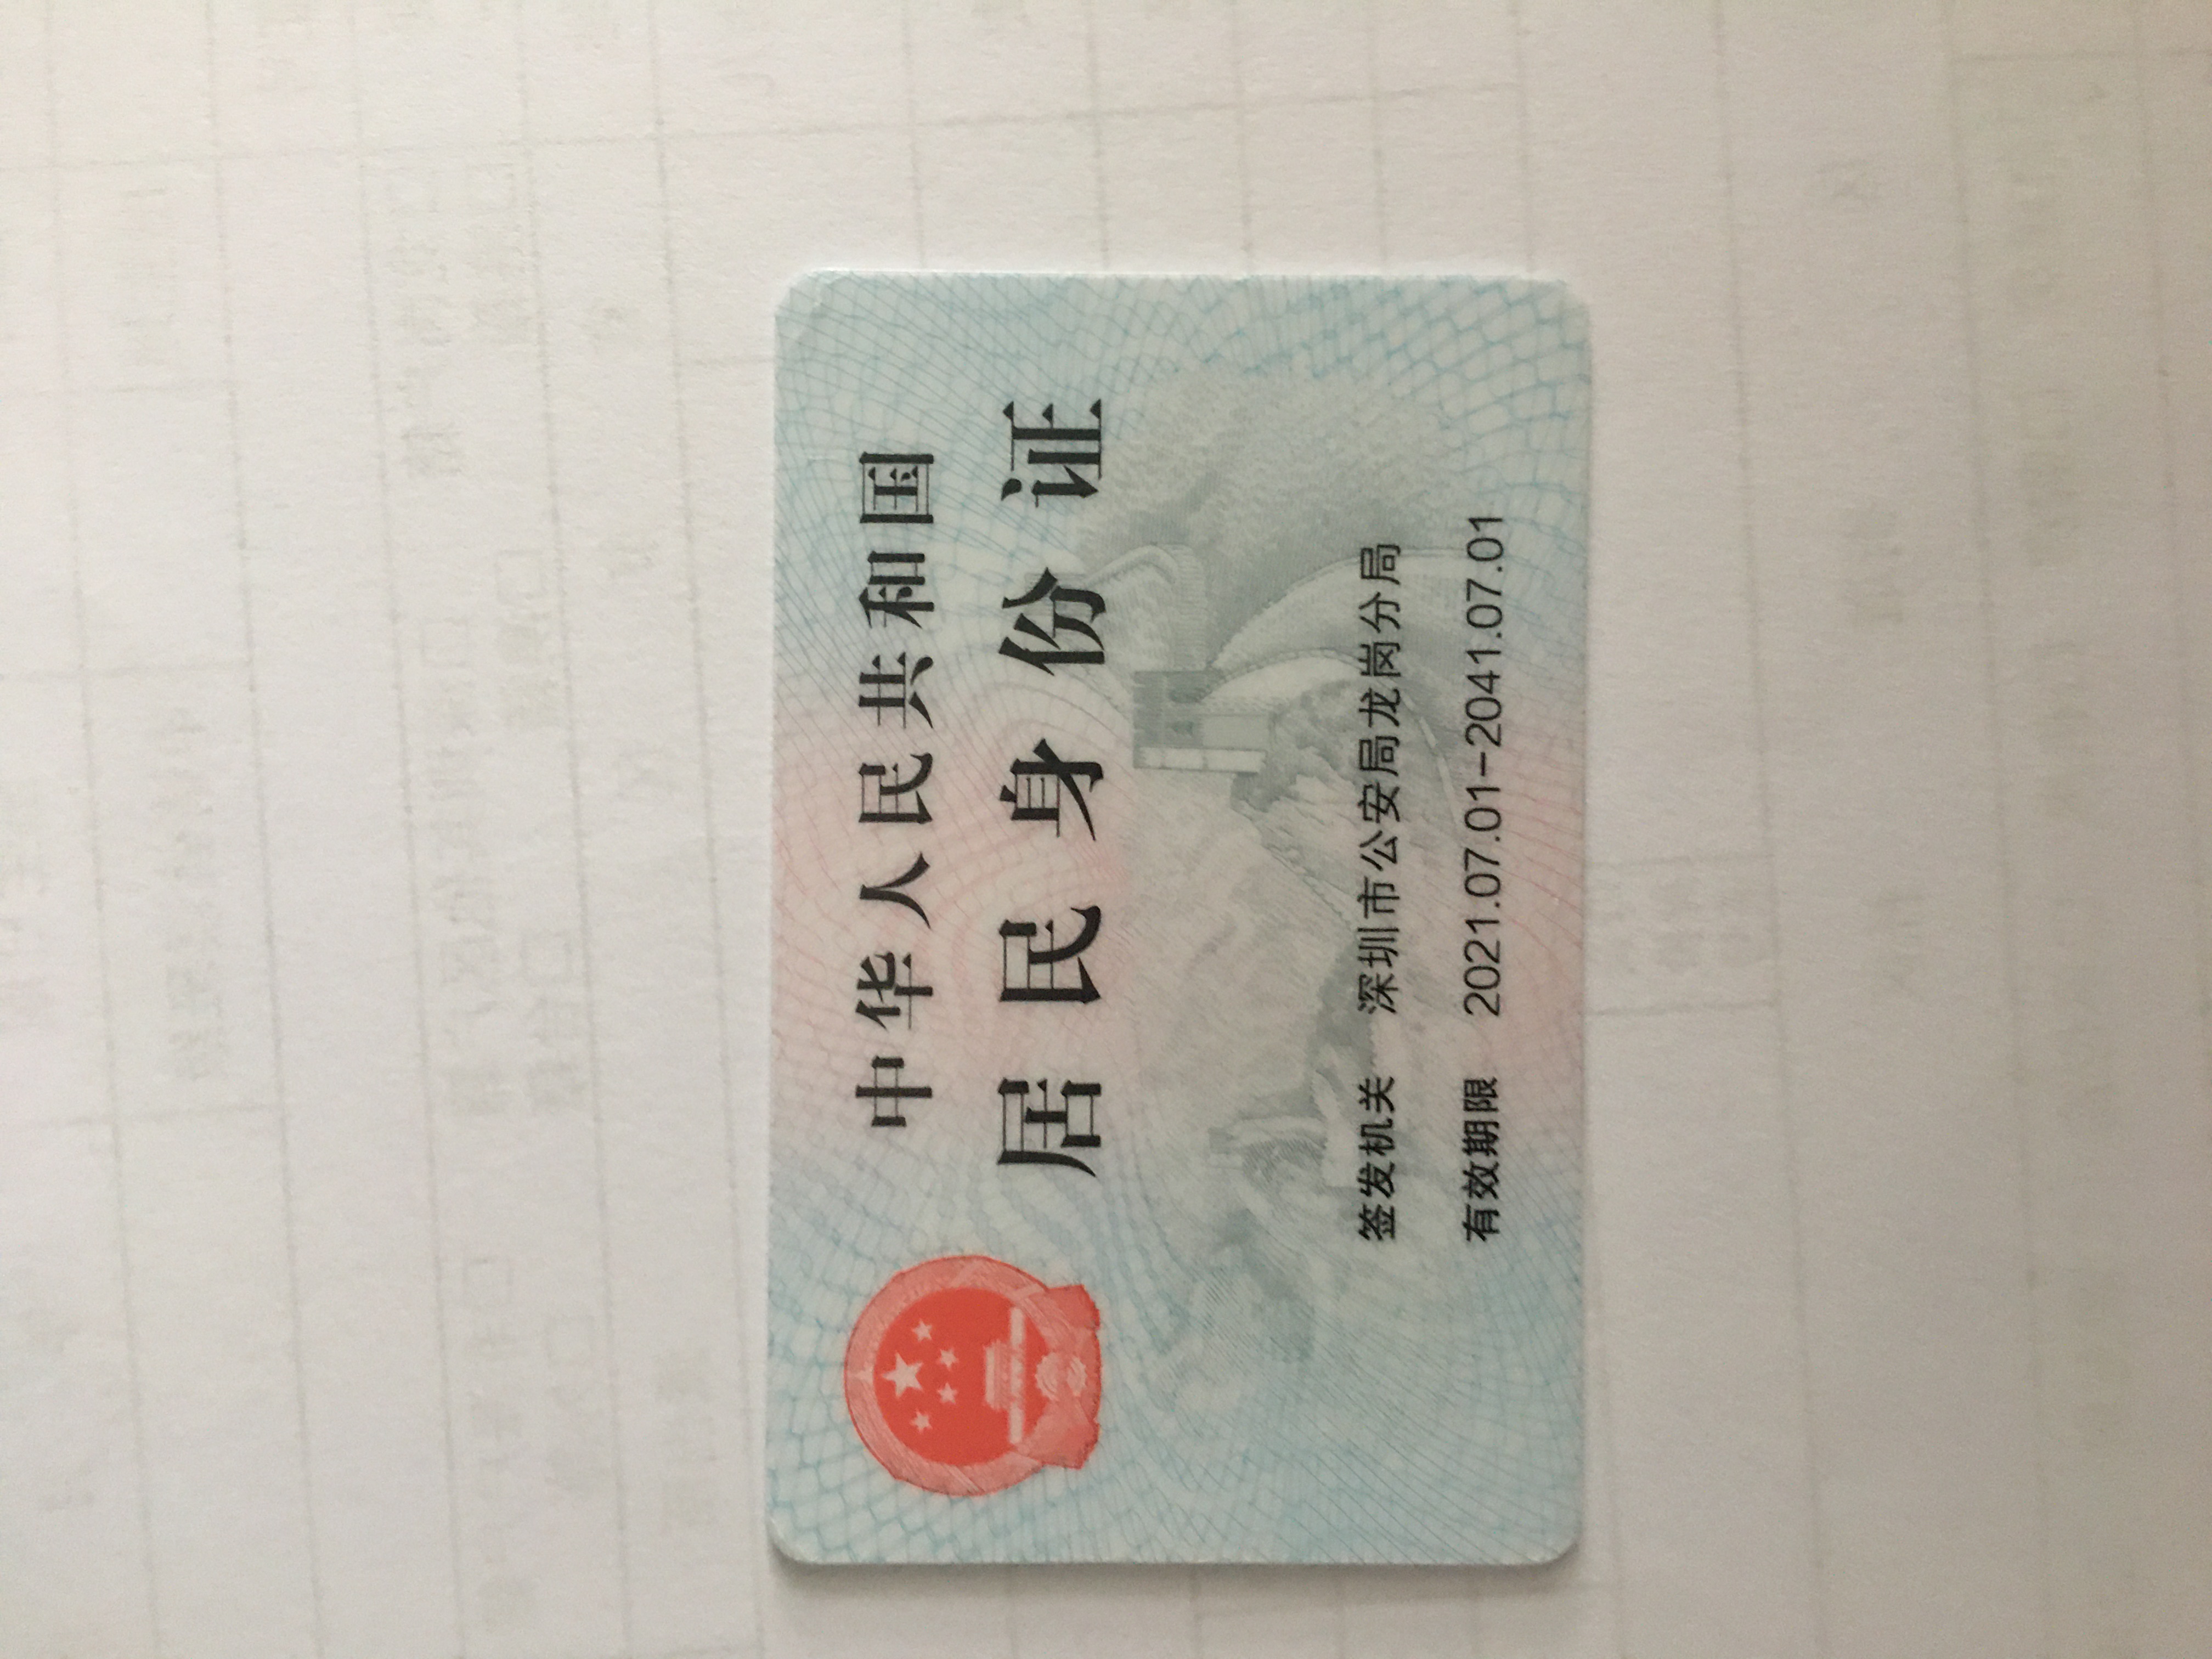 中华人民共和国
居民身份证
签发机关 深圳市公安局龙岗分局
有效期限 2021.07.01-2041.07.01